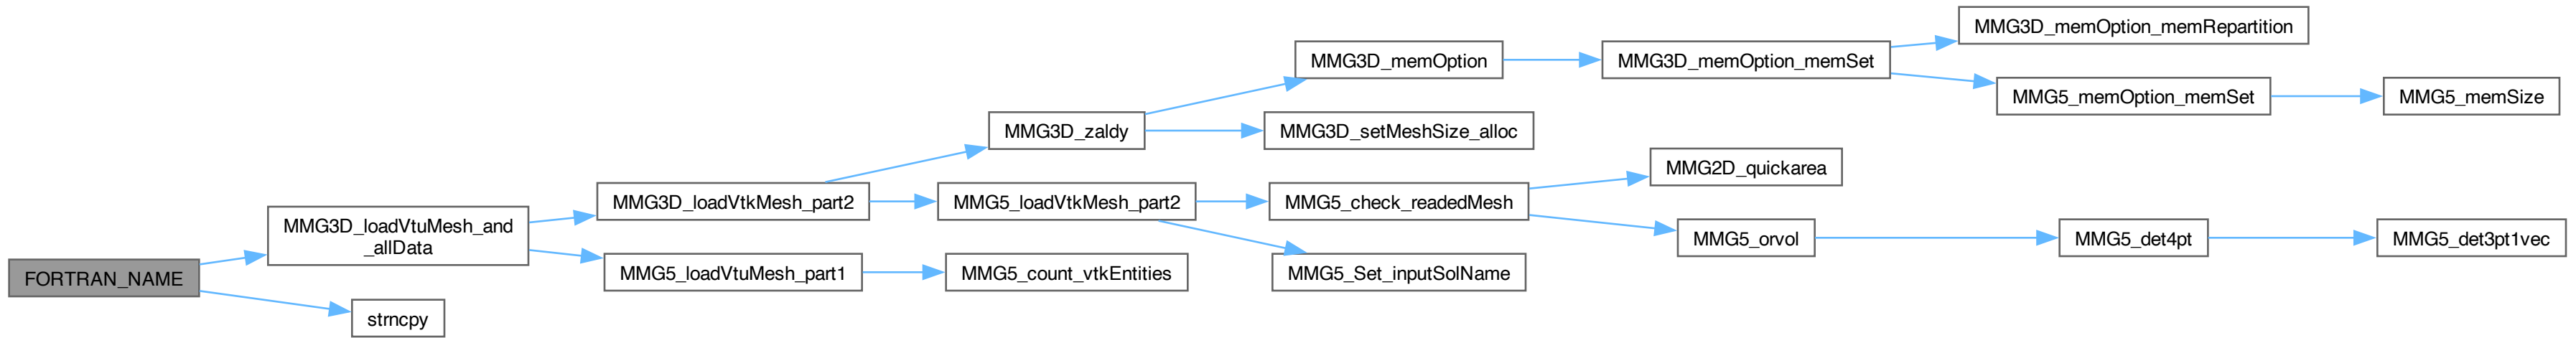 FORTRAN_NAME
MMG3D_loadVtuMesh_and
_allData
strncpy
MMG3D_loadVtkMesh_part2
MMG5_loadVtuMesh_part1
MMG3D_zaldy
MMG5_loadVtkMesh_part2
MMG5_count_vtkEntities
MMG3D_memOption
MMG3D_setMeshSize_alloc
MMG5_check_readedMesh
MMG5_Set_inputSolName
MMG3D_memOption_memSet
MMG2D_quickarea
MMG5_orvol
MMG3D_memOption_memRepartition
MMG5_memOption_memSet
MMG5_det4pt
MMG5_memSize
MMG5_det3pt1vec